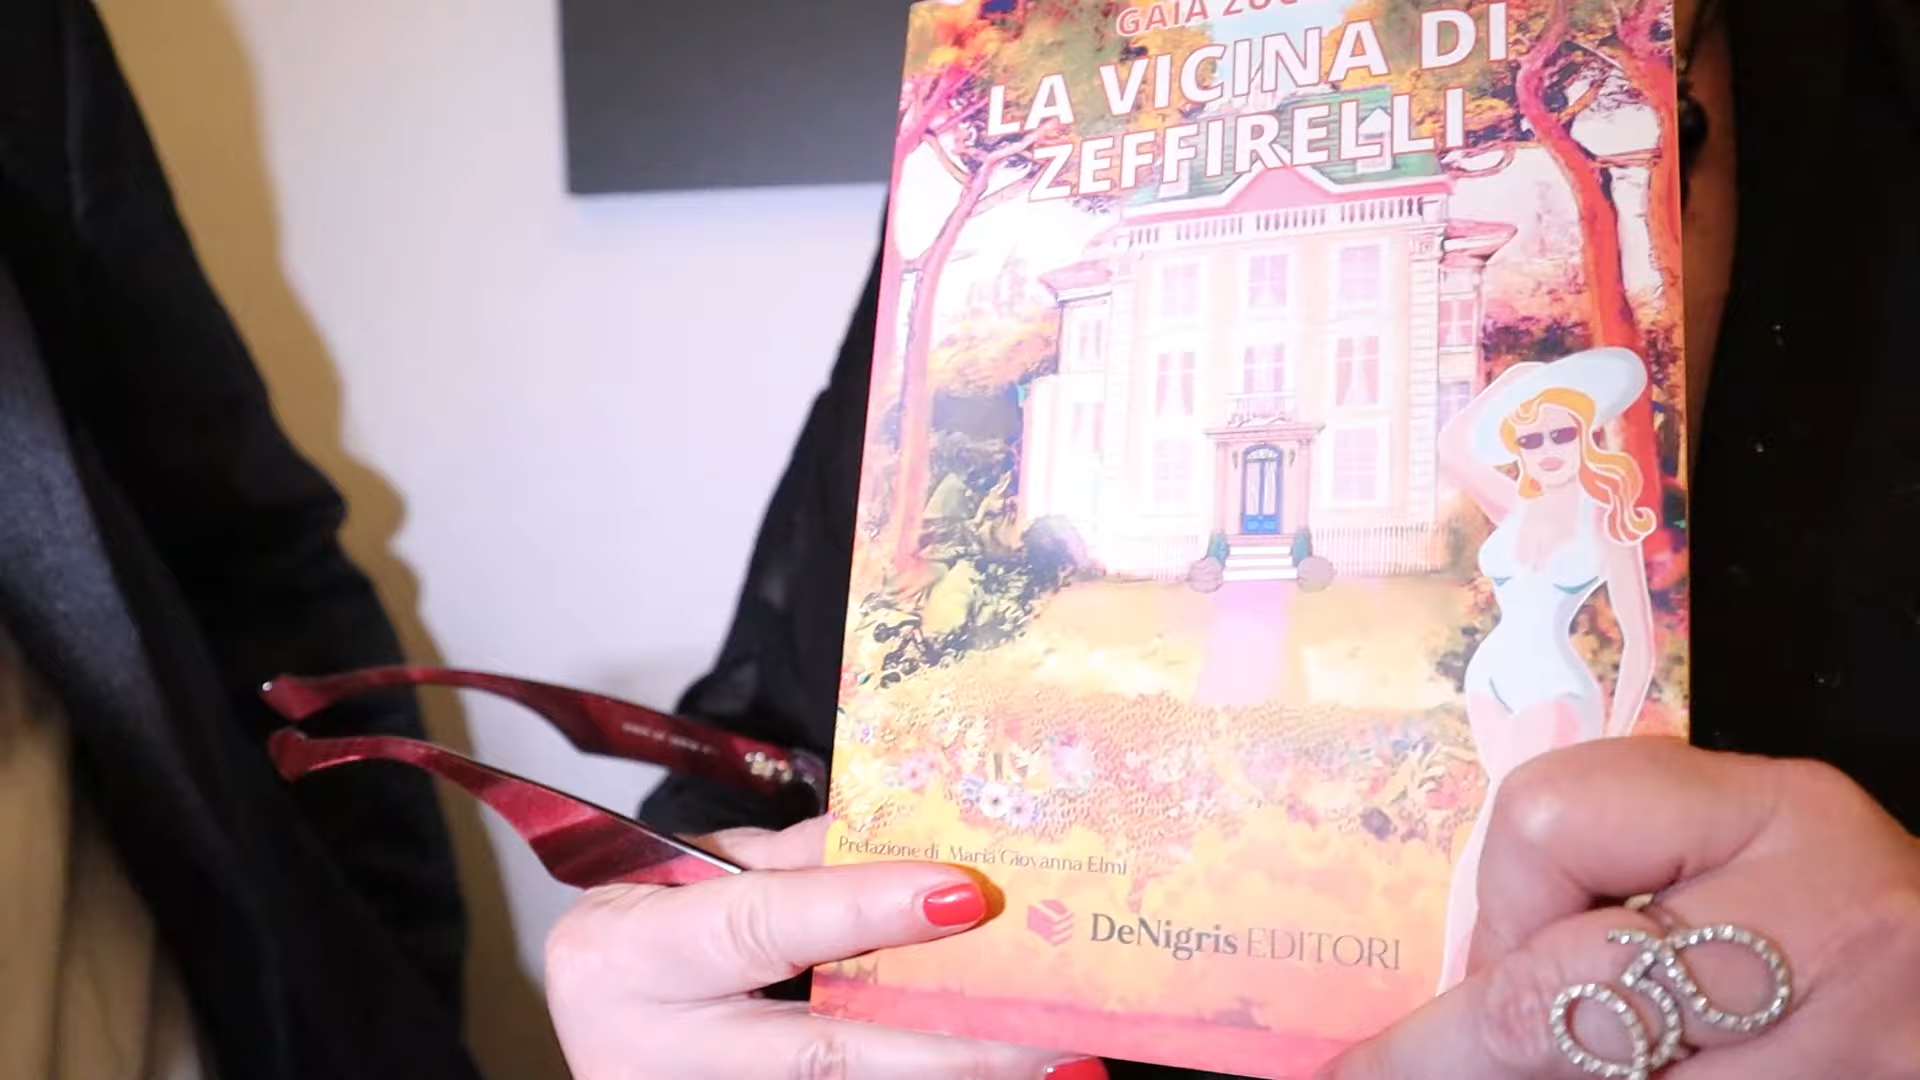 GAIA
LA VICINA DI
ZEFFIRELLI
Prefazione di Maria Giovanna Elmi
DeNigris EDITORI